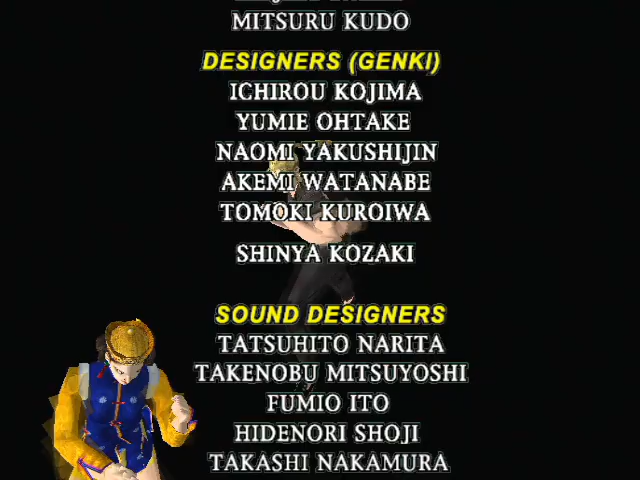 MITSURU KUDO
DESIGNERS (GENKI)
ICHIROU KOJIMA
YUMIE OHTAKE
NAOMI YAKUSHIJIN
AKEMI WATANABE
TOMOKI KUROIWA
SHINYA KOZAKI
SOUND DESIGNERS
TATSUHITO NARITA
TAKENOBU MITSUYOSHI
FUMIO ITO
HIDENORI SHOJI
TAKASHI NAKAMURA